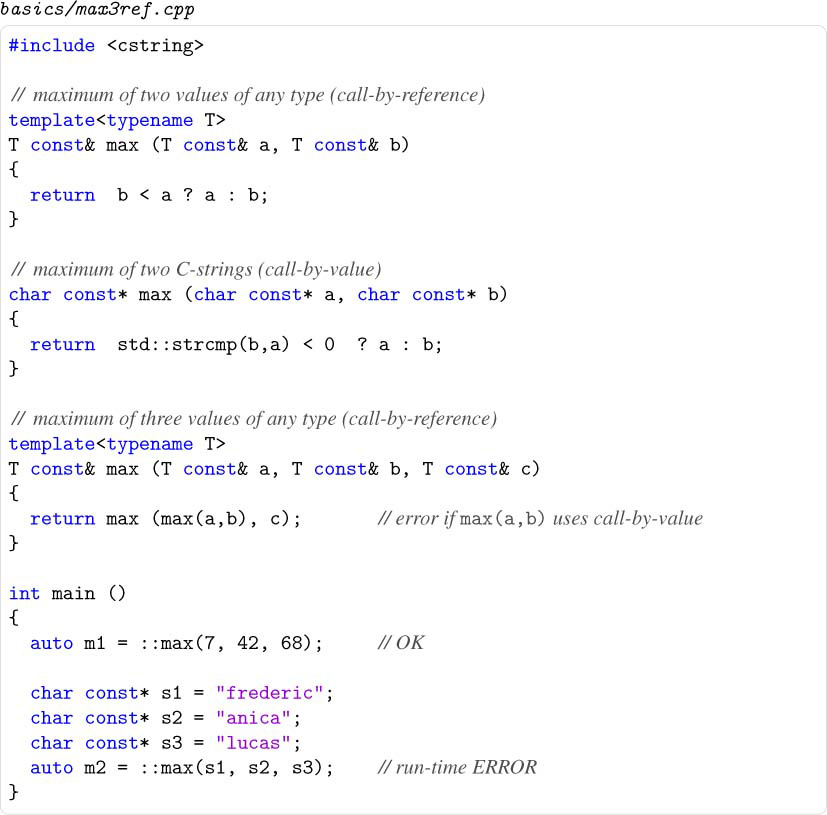 basics/max3ref.cpp
#include <cstring>
// maximum of two values of any type (call-by-reference)
template<typename T>
T const& max (T const& a, T const& b)
{
  return  b < a ? a : b;
}
// maximum of two C-strings (call-by-value)
char const* max (char const* a, char const* b)
{
  return  std::strcmp(b,a) < 0  ? a : b;
}
// maximum of three values of any type (call-by-reference)
template<typename T>
T const& max (T const& a, T const& b, T const& c)
{
  return max (max(a,b), c);       // error if max(a,b) uses call-by-value
}
int main ()
{
  auto m1 = ::max(7, 42, 68);     // OK
  char const* s1 = "frederic";
  char const* s2 = "anica";
  char const* s3 = "lucas";
  auto m2 = ::max(s1, s2, s3);    // run-time ERROR
}